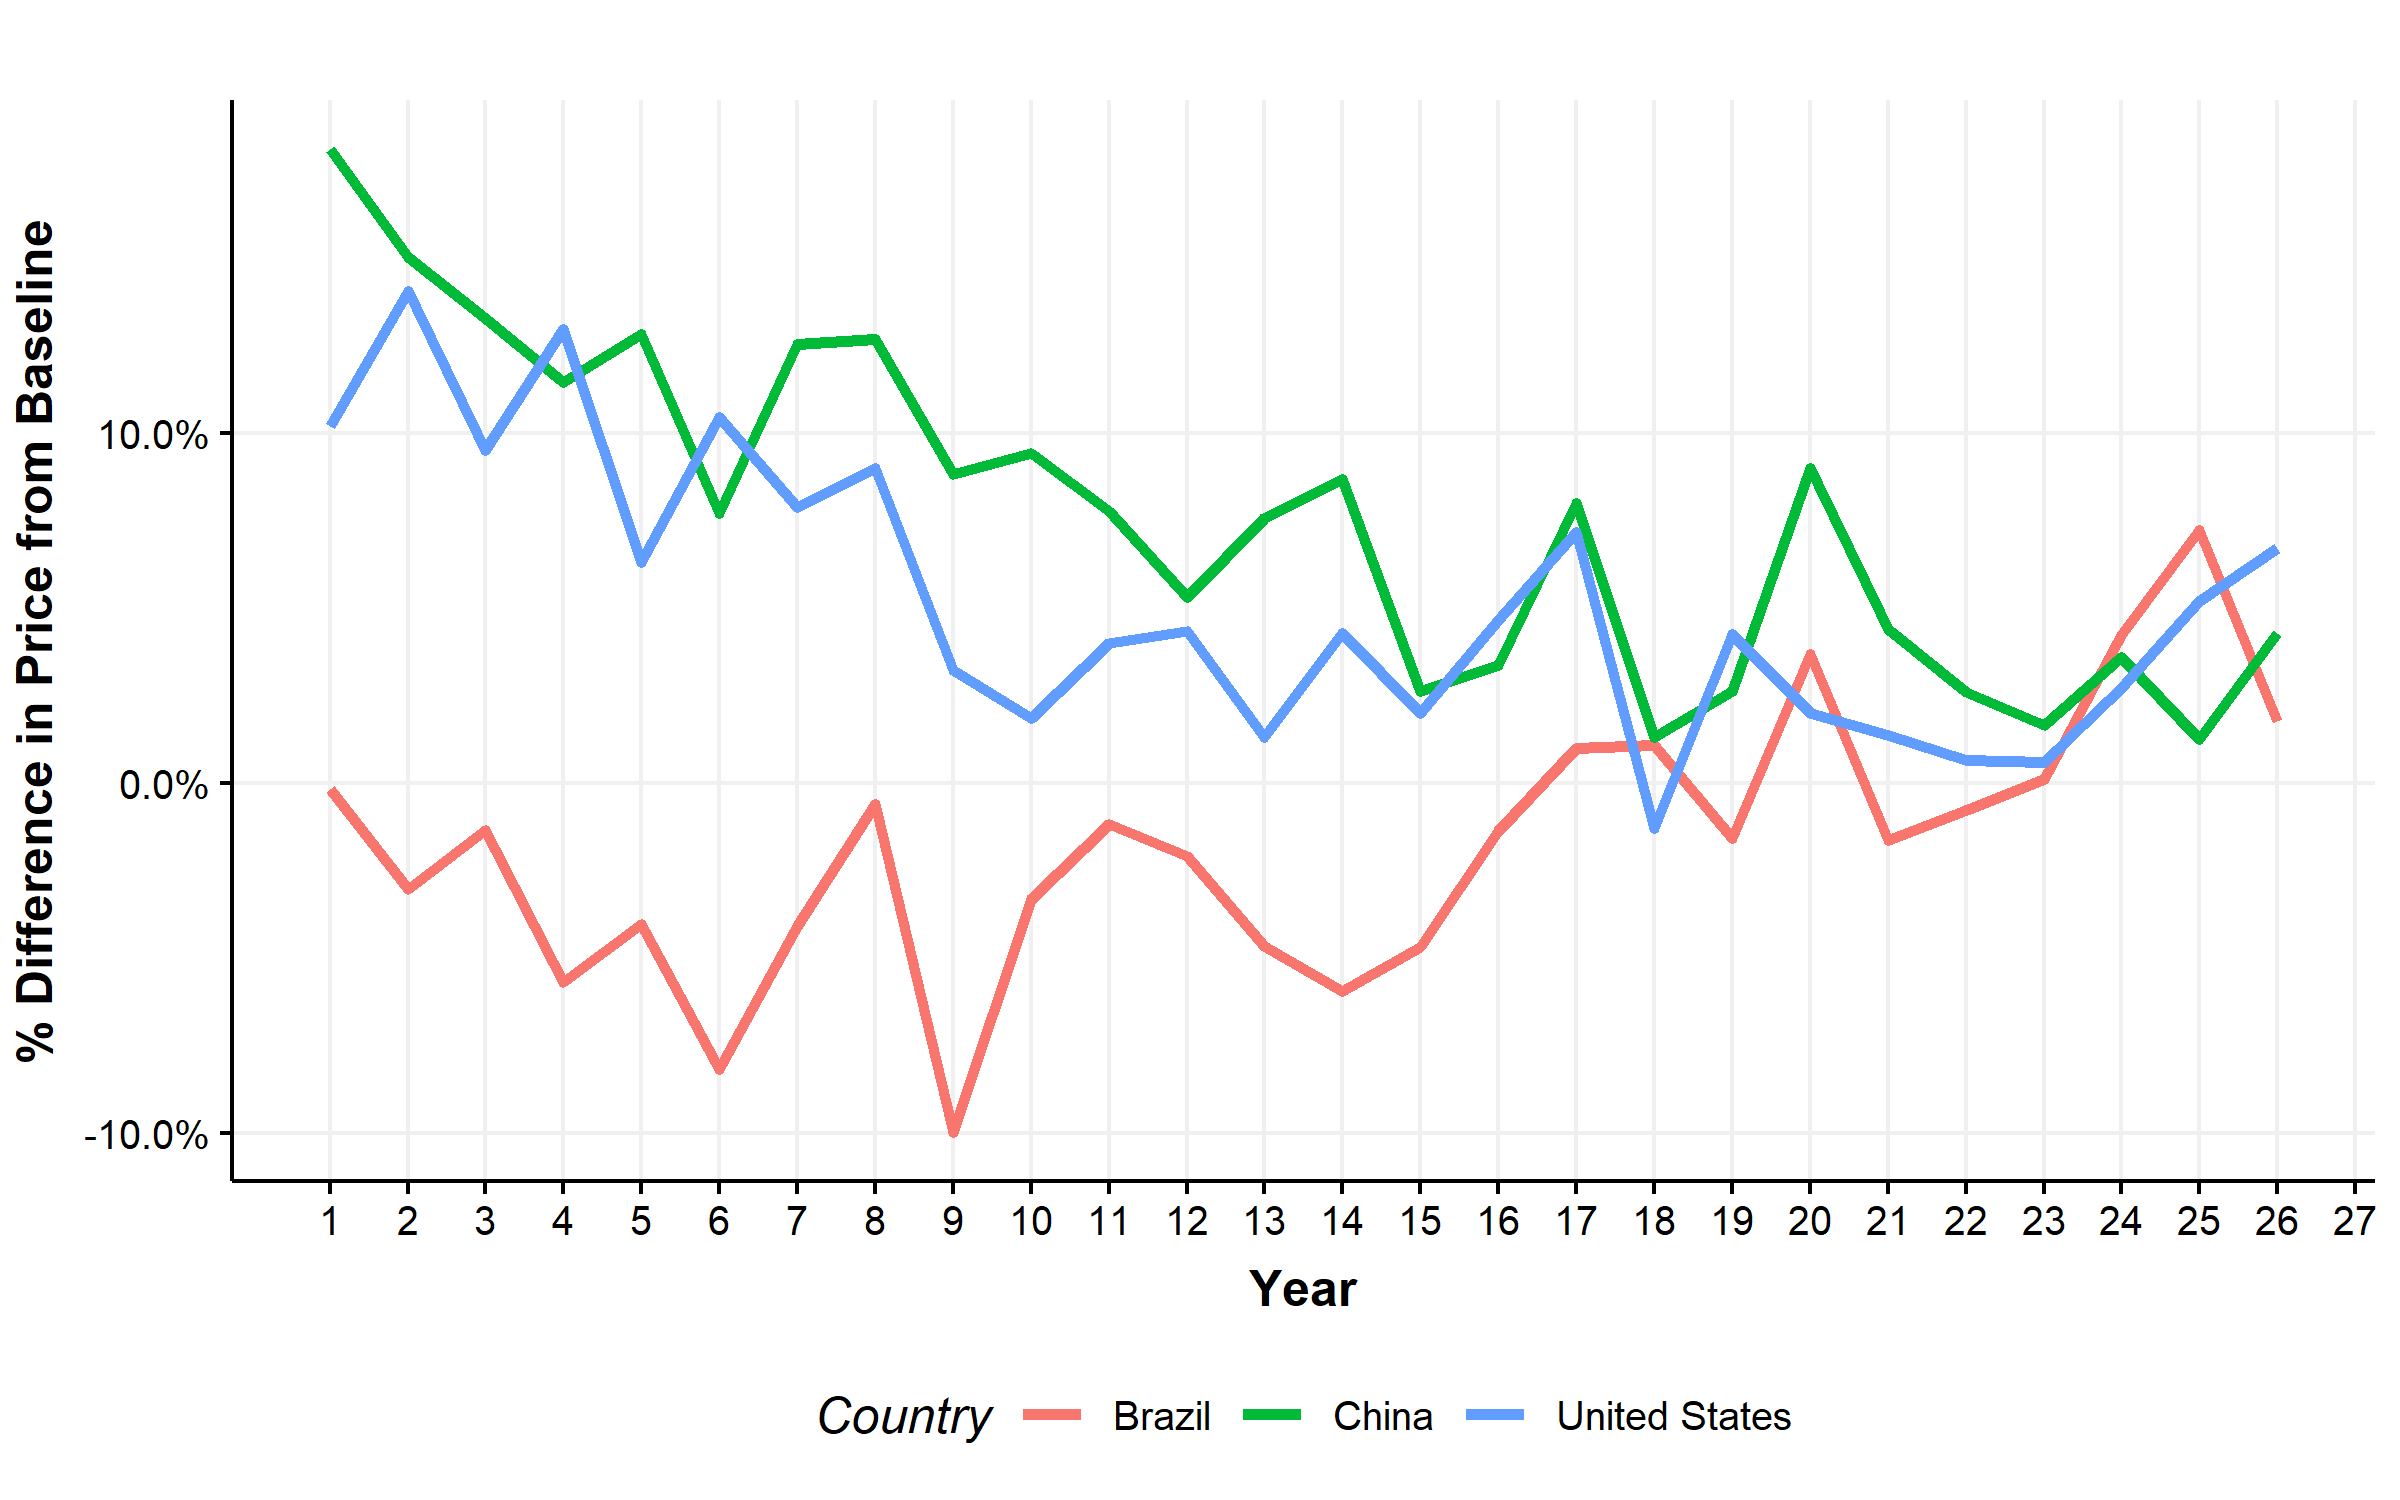 % Difference in Price from Baseline
10.0%
0.0%
-10.0%
1 2 3 4 5 6 7 8 9 10 11 12 13 14 15 16 17 18 19 20 21 22 23 24 25 26 27
Year
Country Brazil China United States